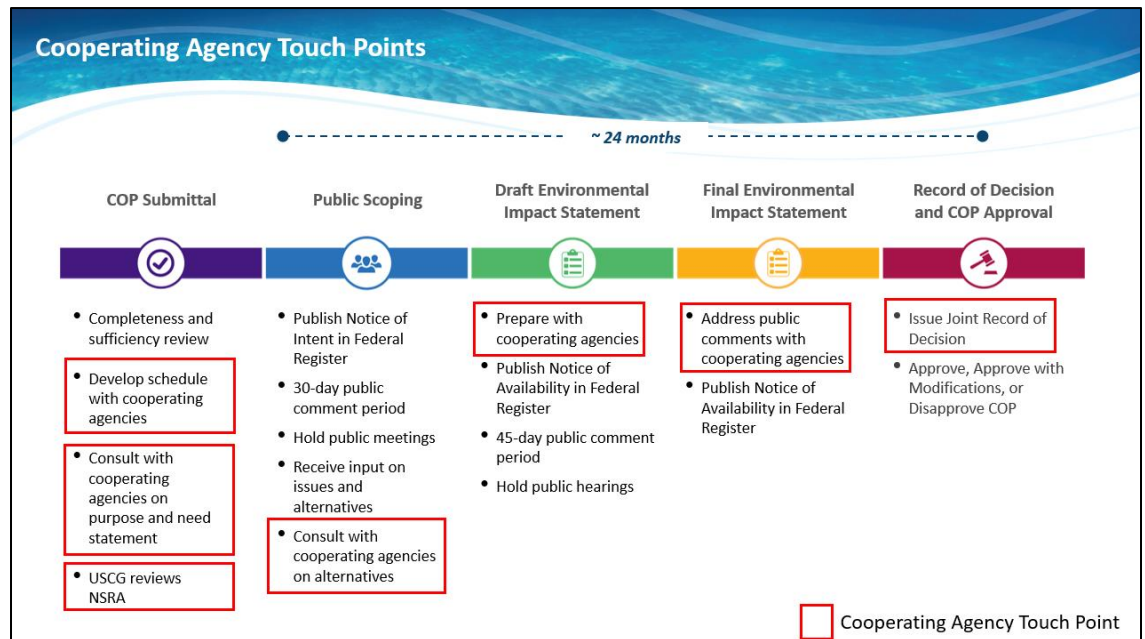 Cooperating Agency Touch Points
~ 24 months
COP Submittal
Public Scoping
Draft Environmental
Impact Statement
Final Environmental
Impact Statement
Record of Decision
and COP Approval
• Completeness and
sufficiency review
• Develop schedule
with cooperating
agencies
• Consult with
cooperating
agencies on
purpose and need
statement
• USCG reviews
NSRA
• Publish Notice of
Intent in Federal
Register
• 30-day public
comment period
• Hold public meetings
• Receive input on
issues and
alternatives
• Consult with
cooperating agencies
on alternatives
• Prepare with
cooperating agencies
• Publish Notice of
Availability in Federal
Register
• 45-day public comment
period
• Hold public hearings
• Address public
comments with
cooperating agencies
• Publish Notice of
Availability in Federal
Register
• Issue Joint Record of
Decision
• Approve, Approve with
Modifications, or
Disapprove COP
Cooperating Agency Touch Point